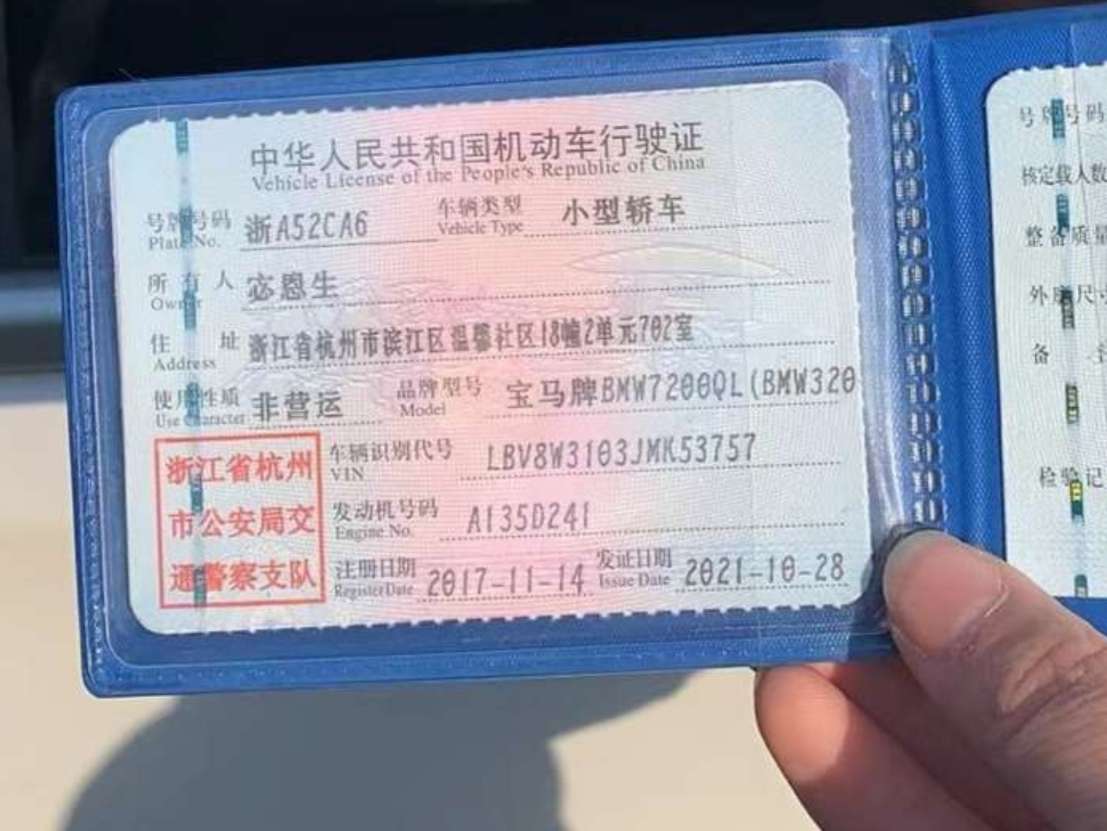 中华人民共和国机动车行驶证
Vehicle License of the People's Republic of China
号牌号码 浙A52CA6 车辆类型 小型轿车
Plate No. Vehicle Type
所有人 宓恩生
Owner
住址 浙江省杭州市滨江区温馨社区18幢2单元702室
Address
使用性质 非营运 品牌型号 宝马牌BMW7200QL(BMW320
Use Character Model
浙江省杭州
市公安局交
通警察支队
车辆识别代号 LBV8W3103JMK53757
VIN
发动机号码 A135D241
Engine No.
注册日期 2017-11-14 发证日期 2021-10-28
Register Date Issue Date
号牌号码
核定载人数
整备质量
外廓尺寸
备
检验记